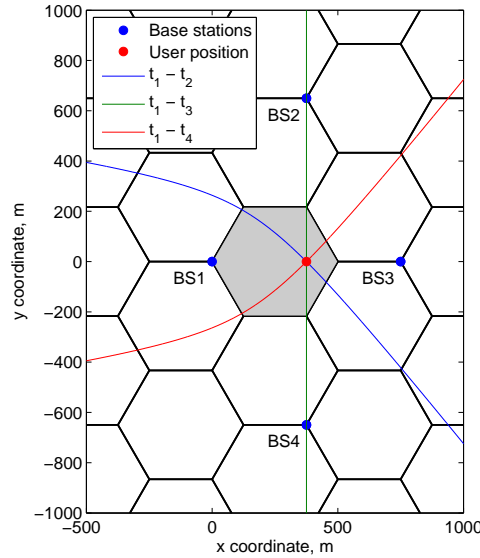 1000
800
600
400
200
0
−200
−400
−600
−800
−1000
−500
0
500
1000
x coordinate, m
y coordinate, m
Base stations
User position
t₁ − t₂
t₁ − t₃
t₁ − t₄
BS2
BS1
BS3
BS4